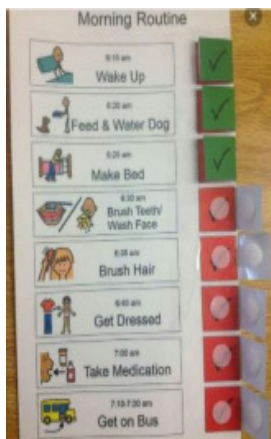 Morning Routine
6:15 am
Wake Up
6:20 am
Feed & Water Dog
6:25 am
Make Bed
6:30 am
Brush Teeth/
Wash Face
6:35 am
Brush Hair
6:40 am
Get Dressed
7:00 am
Take Medication
7:10-7:30 am
Get on Bus